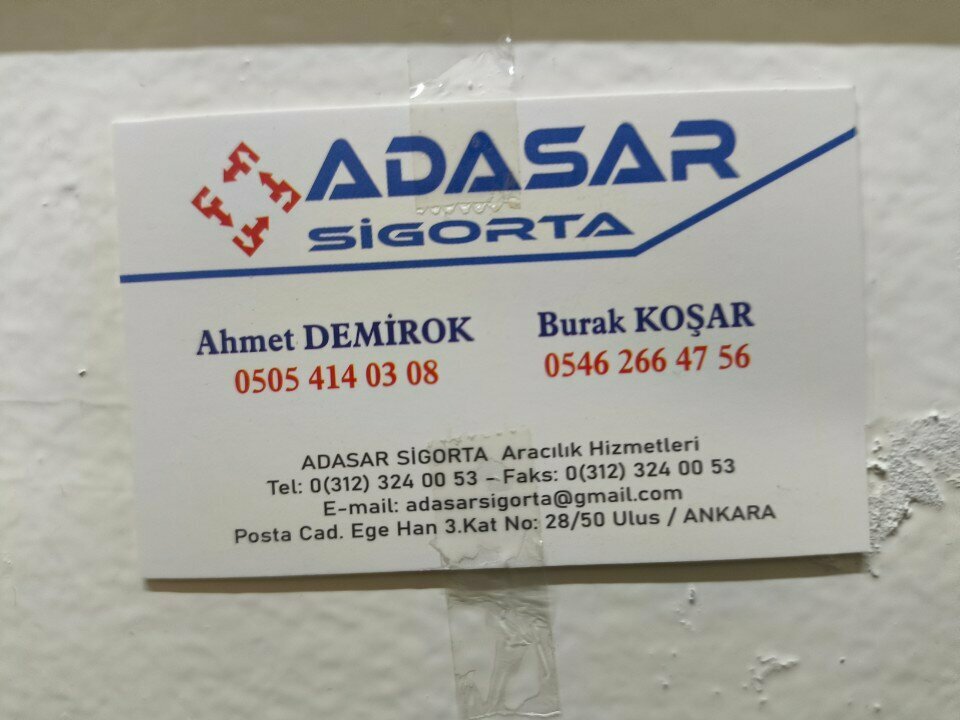 ADASAR
SİGORTA
Ahmet DEMİROK
0505 414 03 08
Burak KOŞAR
0546 266 47 56
ADASAR SİGORTA Aracılık Hizmetleri
Tel: 0(312) 324 00 53 - Faks: 0(312) 324 00 53
E-mail: adasarsigorta@gmail.com
Posta Cad. Ege Han 3.Kat No: 28/50 Ulus / ANKARA